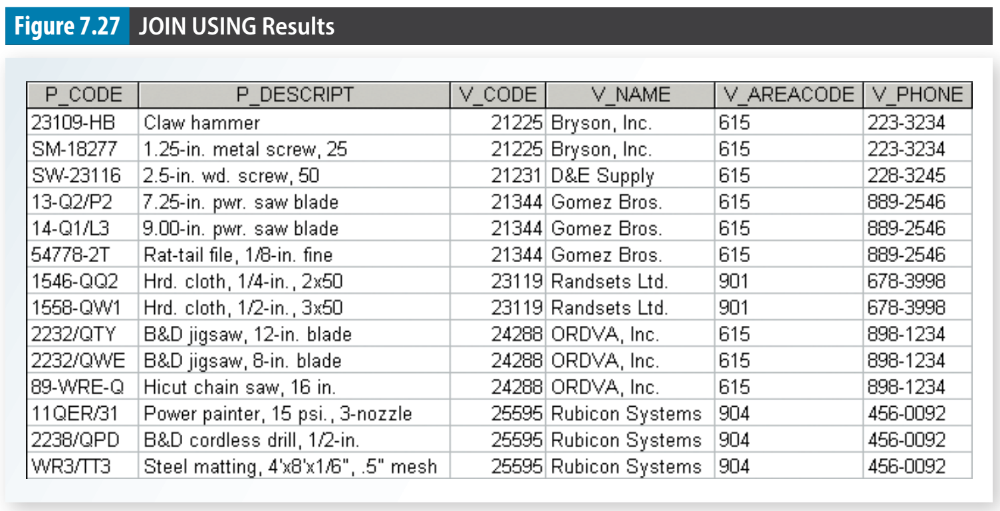 Figure 7.27 JOIN USING Results
P_CODE P_DESCRIPT V_CODE V_NAME V_AREACODE V_PHONE
23109-HB Claw hammer 21225 Bryson, Inc. 615 223-3234
SM-18277 1.25-in. metal screw, 25 21225 Bryson, Inc. 615 223-3234
SW-23116 2.5-in. wd. screw, 50 21231 D&E Supply 615 228-3245
13-Q2/P2 7.25-in. pwr. saw blade 21344 Gomez Bros. 615 889-2546
14-Q1/L3 9.00-in. pwr. saw blade 21344 Gomez Bros. 615 889-2546
54778-2T Rat-tail file, 1/8-in. fine 21344 Gomez Bros. 615 889-2546
1546-QQ2 Hrd. cloth, 1/4-in., 2x50 23119 Randsets Ltd. 901 678-3998
1558-QW1 Hrd. cloth, 1/2-in., 3x50 23119 Randsets Ltd. 901 678-3998
2232/QTY B&D jigsaw, 12-in. blade 24288 ORDVA, Inc. 615 898-1234
2232/QWE B&D jigsaw, 8-in. blade 24288 ORDVA, Inc. 615 898-1234
89-WRE-Q Hicut chain saw, 16 in. 24288 ORDVA, Inc. 615 898-1234
11QER/31 Power painter, 15 psi., 3-nozzle 25595 Rubicon Systems 904 456-0092
2238/QPD B&D cordless drill, 1/2-in. 25595 Rubicon Systems 904 456-0092
WR3/TT3 Steel matting, 4'x8'x1/6", .5" mesh 25595 Rubicon Systems 904 456-0092